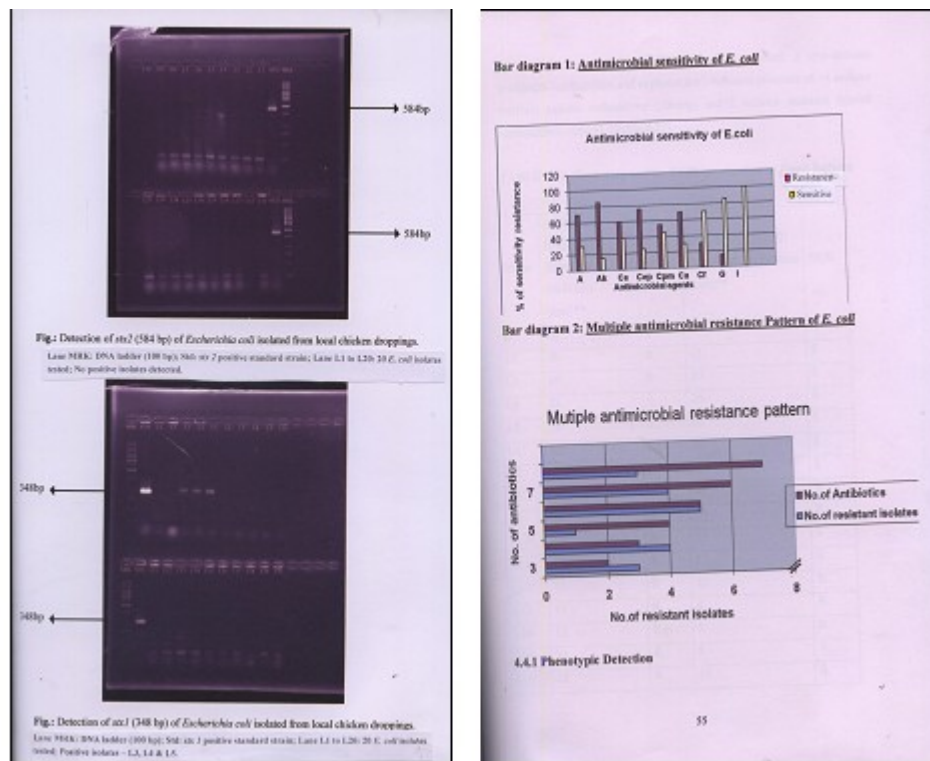 584bp
584bp
Fig.: Detection of stx2 (584 bp) of Escherichia coli isolated from local chicken droppings.
Lane MRK: DNA ladder (100 bp); Std: stx 2 positive standard strain; Lane L1 to L20: 20 E. coli isolates
tested; No positive isolates detected.
348bp
348bp
Fig.: Detection of stx1 (348 bp) of Escherichia coli isolated from local chicken droppings.
Lane MRK: DNA ladder (100 bp); Std: stx 1 positive standard strain; Lane L1 to L20: 20 E. coli isolates
tested; Positive isolates – L3, L4 & L5.
Bar diagram 1: Antimicrobial sensitivity of E. coli
Antimicrobial sensitivity of E.coli
% of sensitivity resistance
120
100
80
60
40
20
0
A Ak Co Cep Cpm Ca Cf G I
Antimicrobial agents
Resistance
Sensitive
Bar diagram 2: Multiple antimicrobial resistance Pattern of E. coli
Mutiple antimicrobial resistance pattern
No. of antibiotics
7
5
3
0 2 4 6 8
No.of resistant isolates
No.of Antibiotics
No.of resistant isolates
4.4.1 Phenotypic Detection
55